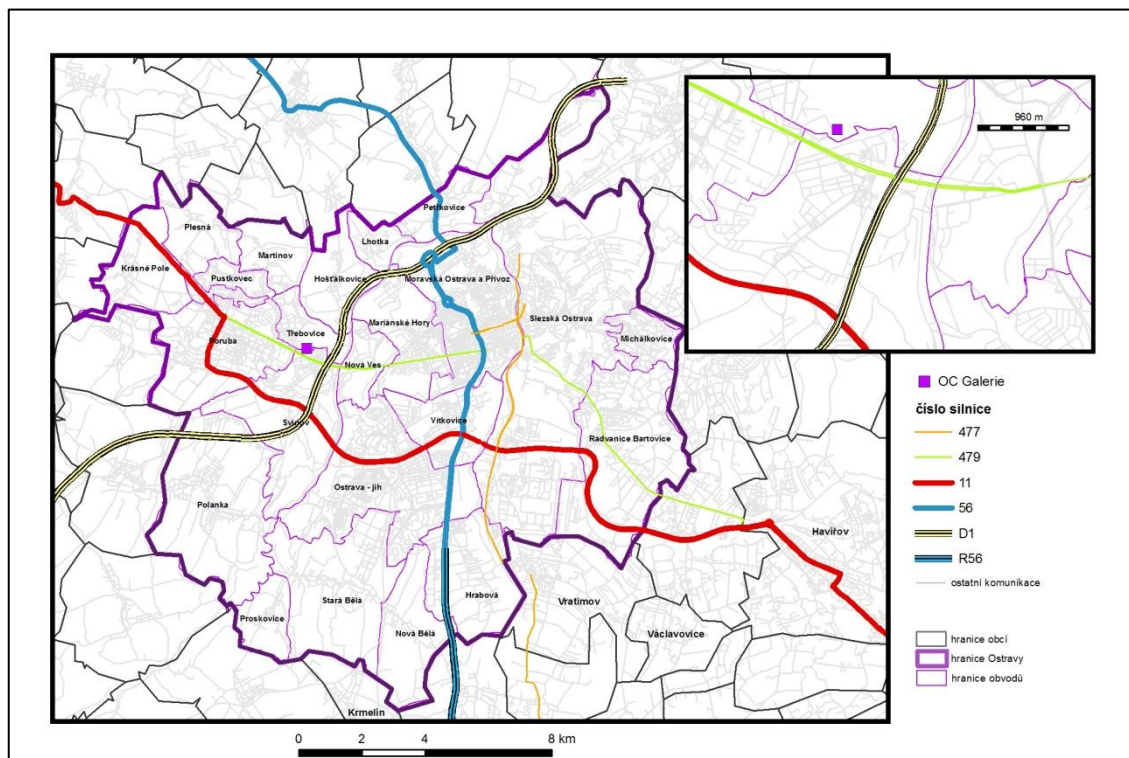 960 m
Petřkovice
Plesná
Lhotka
Martinov
Krásné Pole
Hošťálkovice
Moravská Ostrava a Přívoz
Pustkovec
Slezská Ostrava
Mariánské Hory
Třebovice
Michálkovice
Poruba
Nová Ves
Svinov
Vítkovice
Radvanice Bartovice
Ostrava - jih
Polanka
Havířov
Stará Bělá
Hrabová
Vratimov
Proskovice
Nová Bělá
Václavovice
Krmelín
OC Galerie
číslo silnice
477
479
11
56
D1
R56
ostatní komunikace
hranice obcí
hranice Ostravy
hranice obvodů
0 2 4 8 km